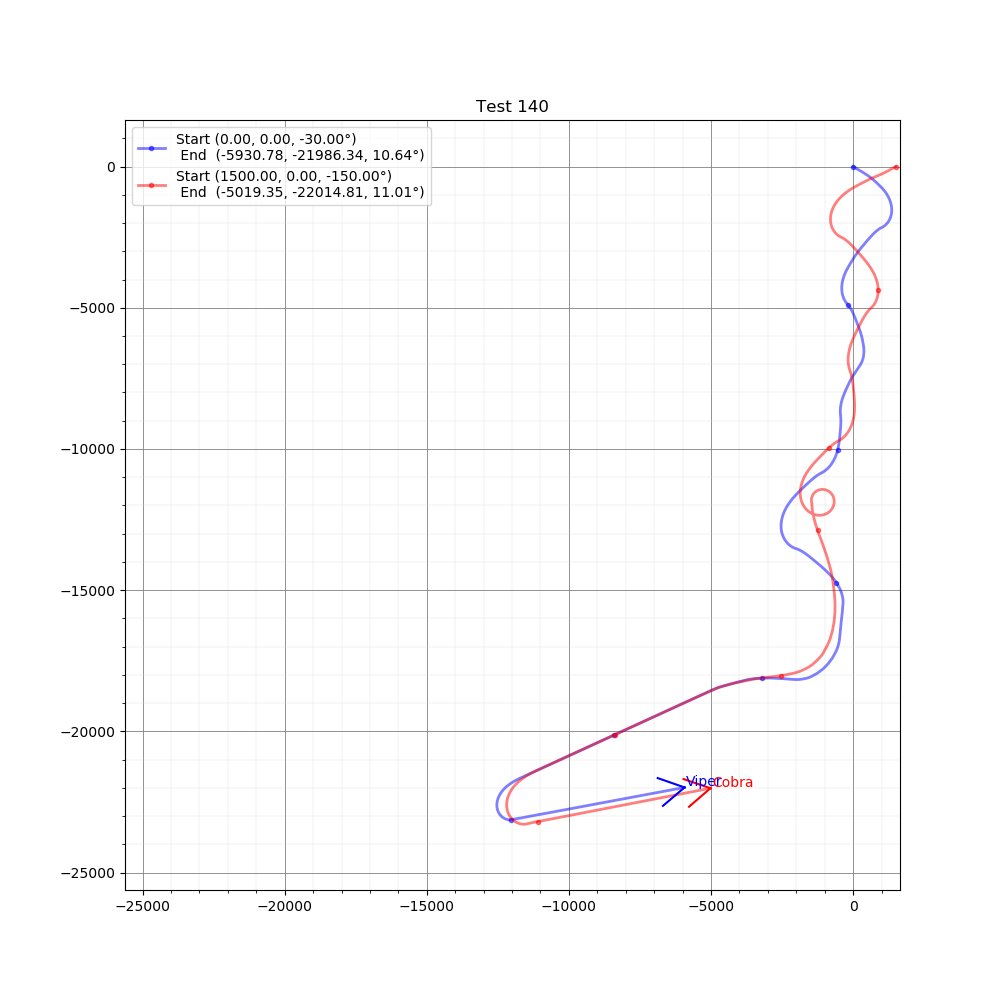 Test 140
Start (0.00, 0.00, -30.00°)
End (-5930.78, -21986.34, 10.64°)
Start (1500.00, 0.00, -150.00°)
End (-5019.35, -22014.81, 11.01°)
0
−5000
−10000
−15000
−20000
−25000
Viper
Cobra
−25000
−20000
−15000
−10000
−5000
0